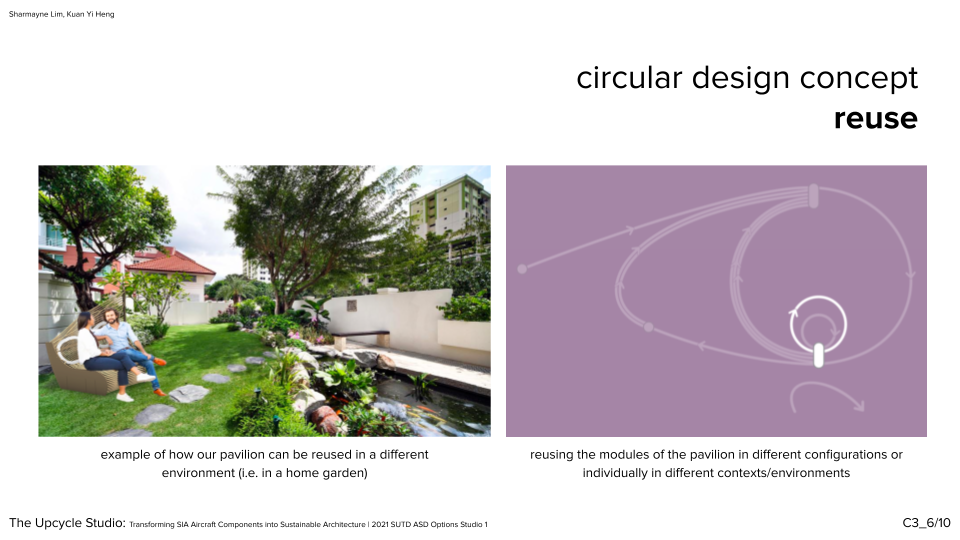 Sharmayne Lim, Kuan Yi Heng
circular design concept
reuse
example of how our pavilion can be reused in a different
environment (i.e. in a home garden)
reusing the modules of the pavilion in different configurations or
individually in different contexts/environments
The Upcycle Studio: Transforming SIA Aircraft Components into Sustainable Architecture | 2021 SUTD ASD Options Studio 1
C3_6/10